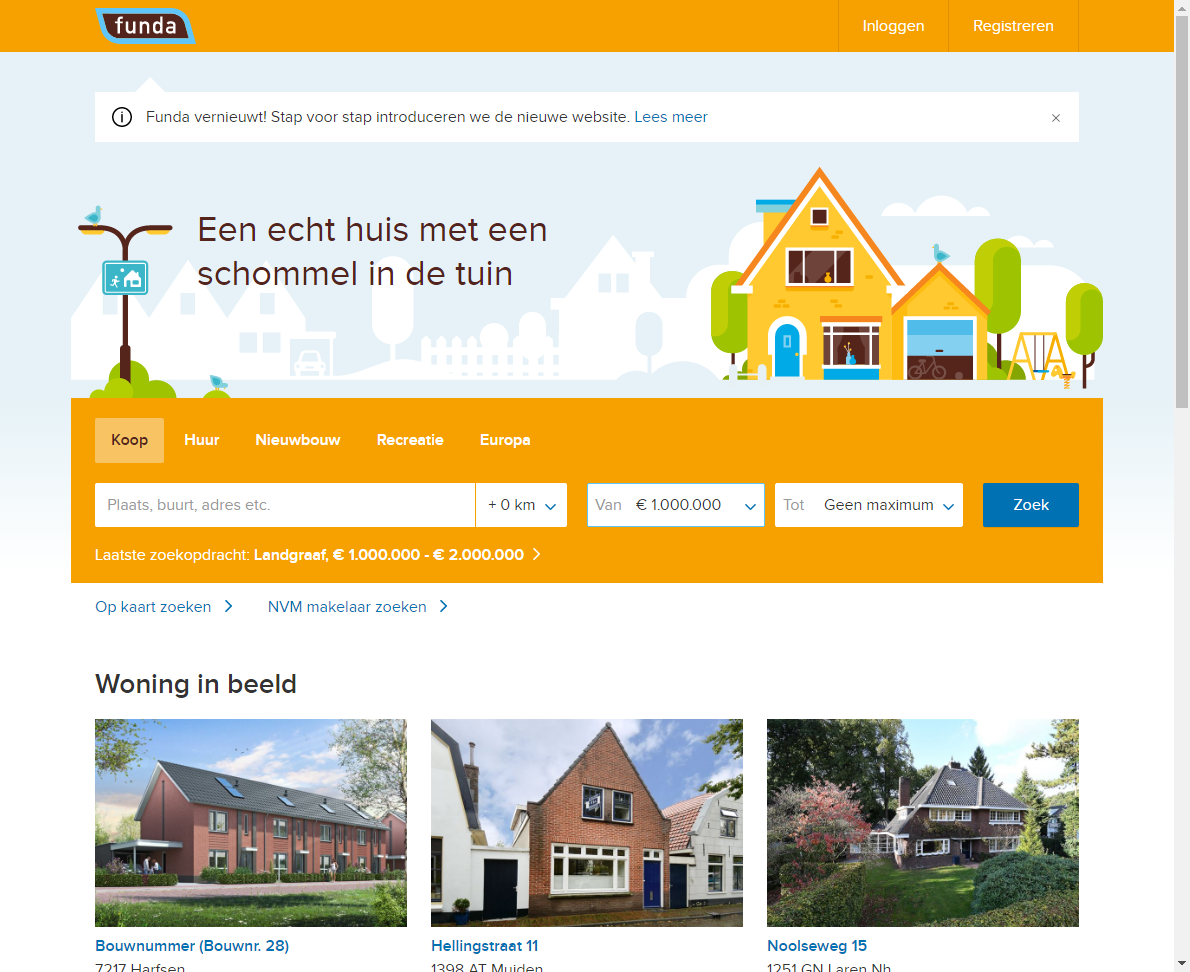 funda
Inloggen
Registreren
Funda vernieuwt! Stap voor stap introduceren we de nieuwe website. Lees meer
Een echt huis met een
schommel in de tuin
Koop
Huur
Nieuwbouw
Recreatie
Europa
Plaats, buurt, adres etc.
+ 0 km
Van € 1.000.000
Tot Geen maximum
Zoek
Laatste zoekopdracht: Landgraaf, € 1.000.000 - € 2.000.000
Op kaart zoeken
NVM makelaar zoeken
Woning in beeld
Bouwnummer (Bouwnr. 28)
Hellingstraat 11
Noolseweg 15
7217 Harfsen
1398 AT Muiden
1251 GN Laren Nh